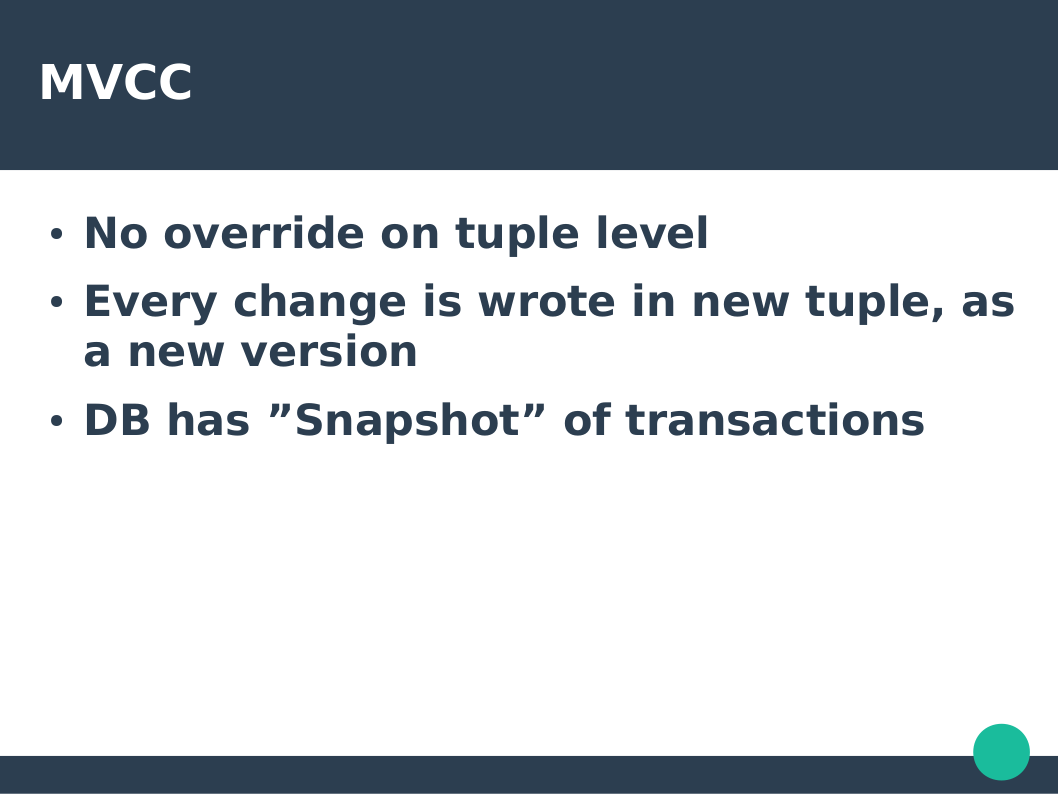 MVCC
• No override on tuple level
• Every change is wrote in new tuple, as
a new version
• DB has ”Snapshot” of transactions